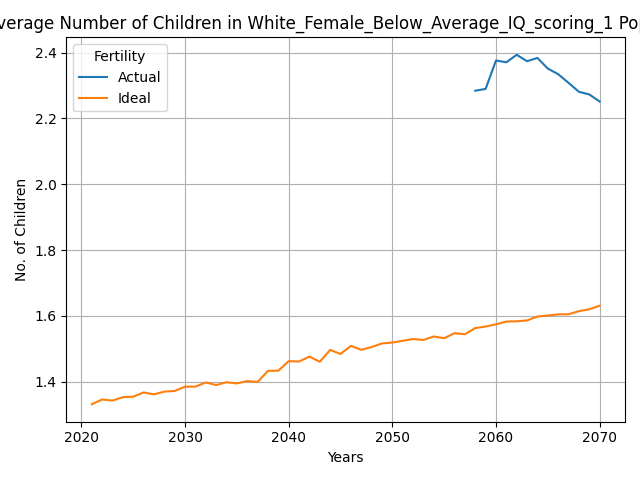 verage Number of Children in White_Female_Below_Average_IQ_scoring_1 Po
Fertility
Actual
Ideal
No. of Children
2.4
2.2
2.0
1.8
1.6
1.4
2020 2030 2040 2050 2060 2070
Years